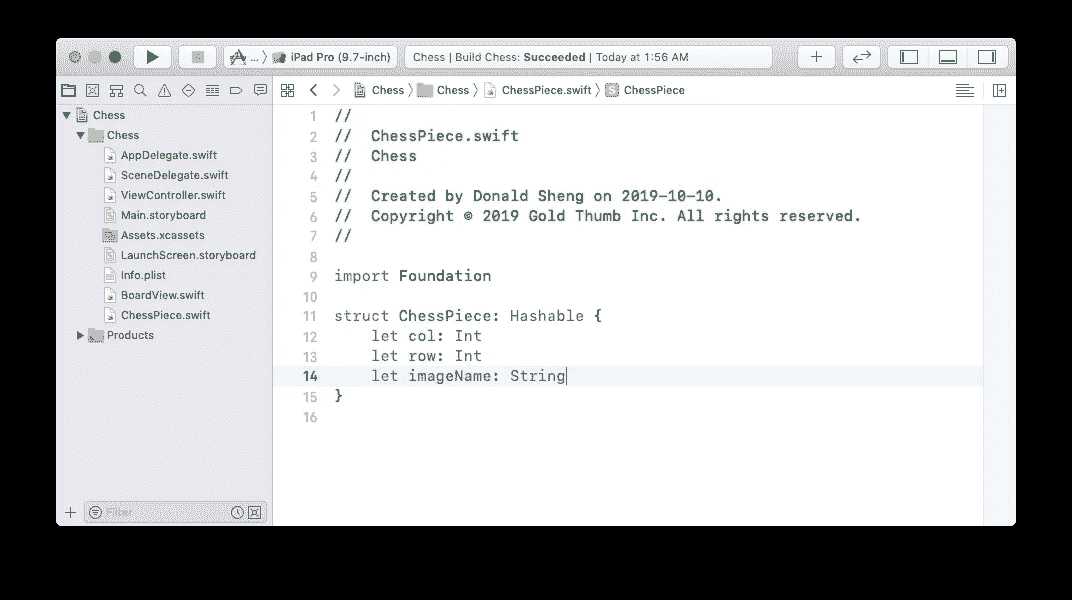 ... iPad Pro (9.7-inch)
Chess | Build Chess: Succeeded | Today at 1:56 AM
Chess
Chess
AppDelegate.swift
SceneDelegate.swift
ViewController.swift
Main.storyboard
Assets.xcassets
LaunchScreen.storyboard
Info.plist
BoardView.swift
ChessPiece.swift
Products
Filter
Chess Chess ChessPiece.swift S ChessPiece
1 //
2 //  ChessPiece.swift
3 //  Chess
4 //
5 //  Created by Donald Sheng on 2019-10-10.
6 //  Copyright © 2019 Gold Thumb Inc. All rights reserved.
7 //
8
9 import Foundation
10
11 struct ChessPiece: Hashable {
12     let col: Int
13     let row: Int
14     let imageName: String
15 }
16